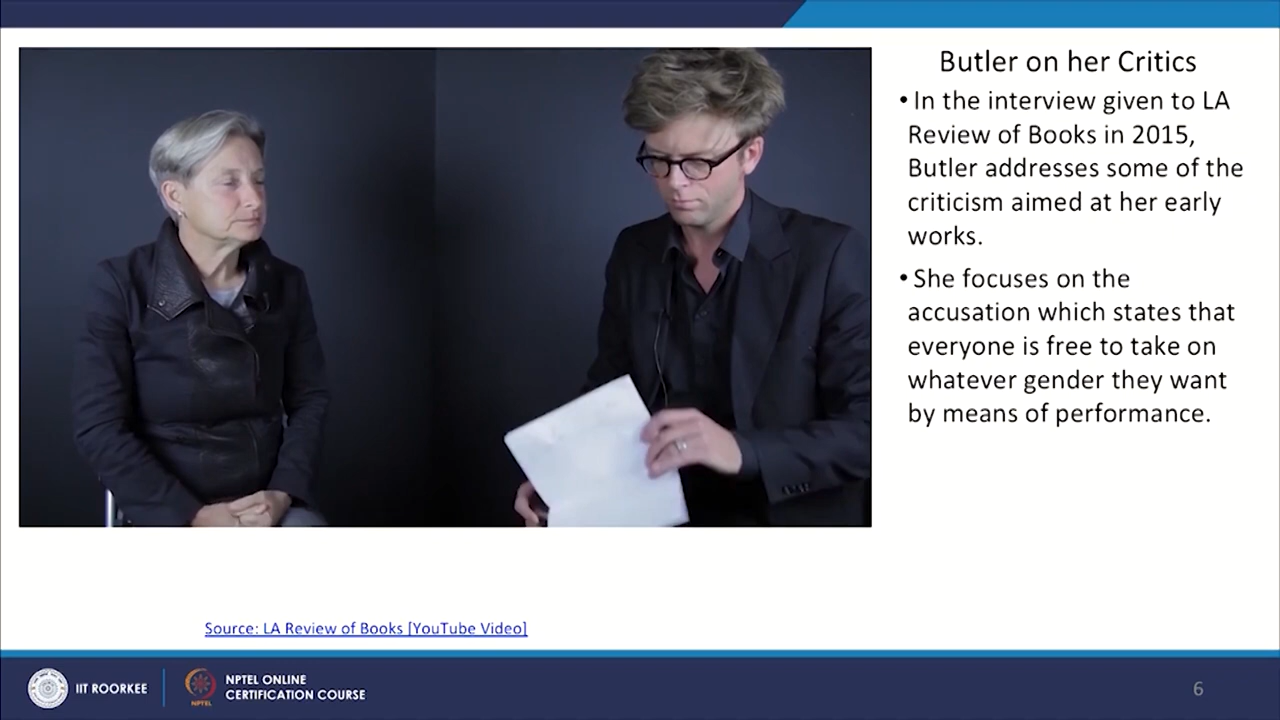 Butler on her Critics
• In the interview given to LA
Review of Books in 2015,
Butler addresses some of the
criticism aimed at her early
works.
• She focuses on the
accusation which states that
everyone is free to take on
whatever gender they want
by means of performance.
Source: LA Review of Books [YouTube Video]
IIT ROORKEE
NPTEL
NPTEL ONLINE
CERTIFICATION COURSE
6